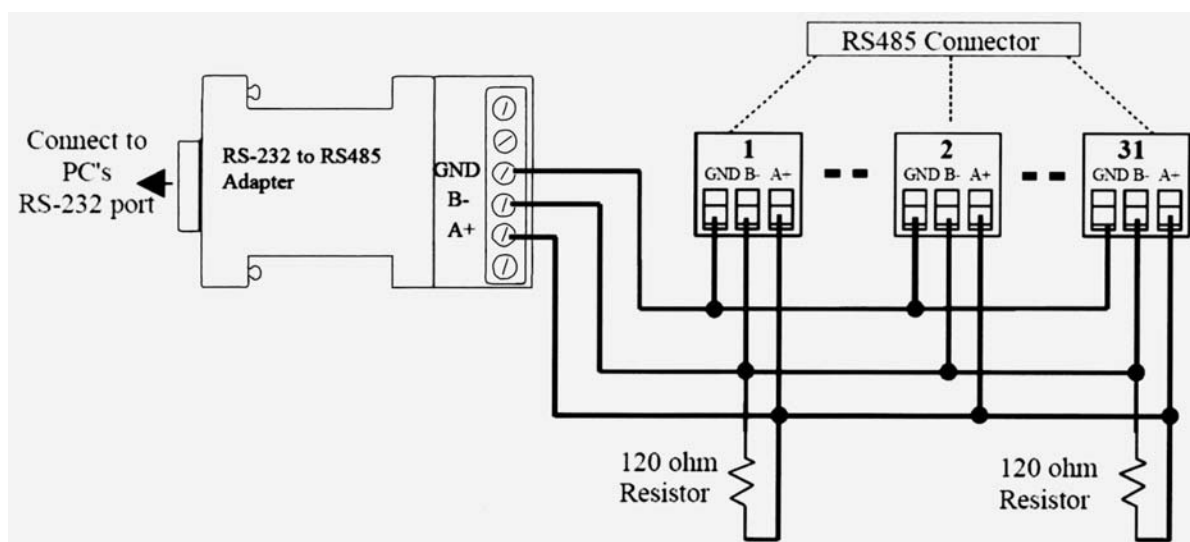 RS485 Connector
Connect to
PC's
RS-232 port
RS-232 to RS485
Adapter
GND
B-
A+
1
GND B- A+
2
GND B- A+
31
GND B- A+
120 ohm
Resistor
120 ohm
Resistor